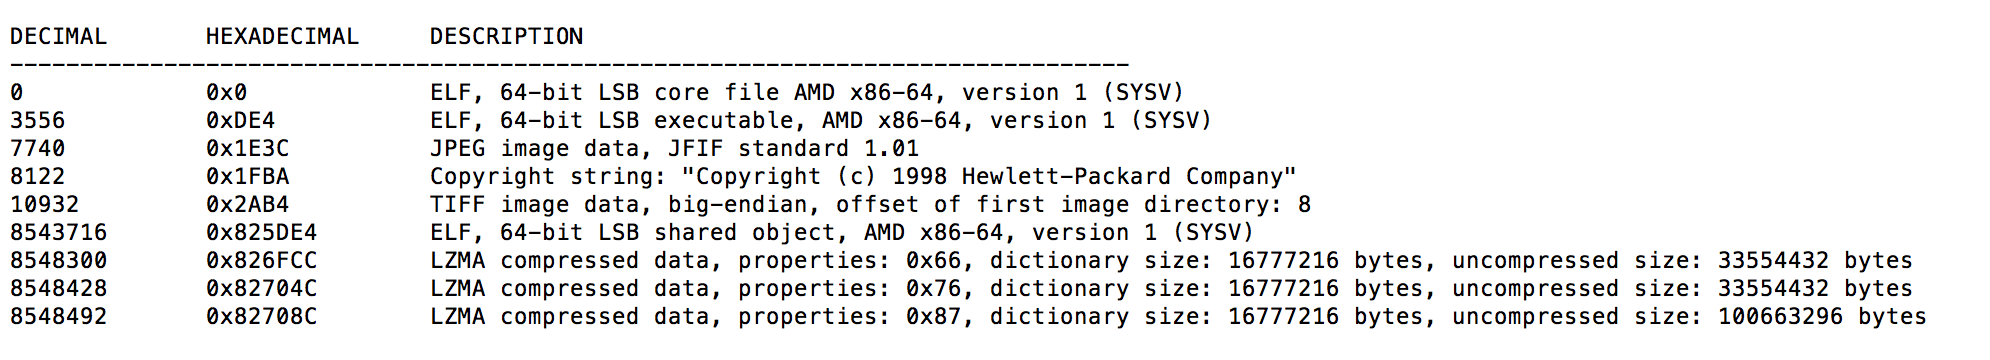 DECIMAL       HEXADECIMAL     DESCRIPTION
--------------------------------------------------------------------------------
0             0x0             ELF, 64-bit LSB core file AMD x86-64, version 1 (SYSV)
3556          0xDE4           ELF, 64-bit LSB executable, AMD x86-64, version 1 (SYSV)
7740          0x1E3C          JPEG image data, JFIF standard 1.01
8122          0x1FBA          Copyright string: "Copyright (c) 1998 Hewlett-Packard Company"
10932         0x2AB4          TIFF image data, big-endian, offset of first image directory: 8
8543716       0x825DE4        ELF, 64-bit LSB shared object, AMD x86-64, version 1 (SYSV)
8548300       0x826FCC        LZMA compressed data, properties: 0x66, dictionary size: 16777216 bytes, uncompressed size: 33554432 bytes
8548428       0x82704C        LZMA compressed data, properties: 0x76, dictionary size: 16777216 bytes, uncompressed size: 33554432 bytes
8548492       0x82708C        LZMA compressed data, properties: 0x87, dictionary size: 16777216 bytes, uncompressed size: 100663296 bytes